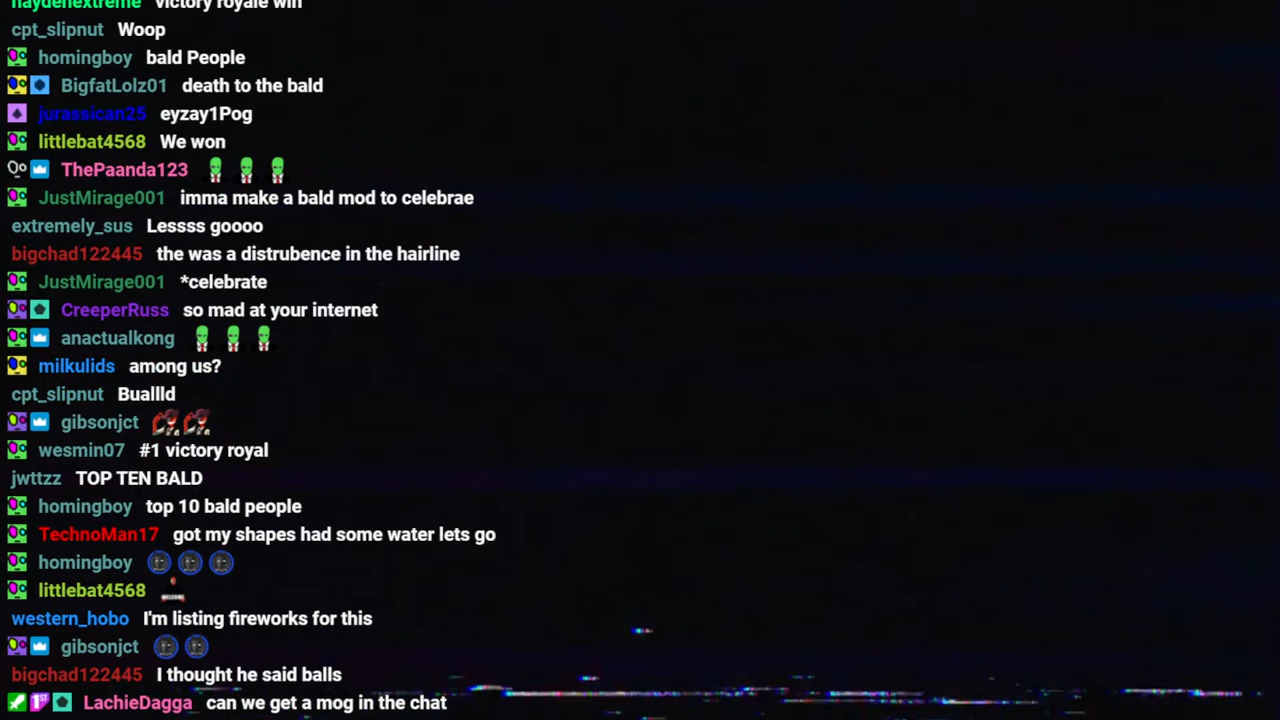 haydenextreme victory royale win
cpt_slipnut Woop
homingboy bald People
BigfatLolz01 death to the bald
jurassican25 eyzay1Pog
littlebat4568 We won
ThePaanda123
JustMirage001 imma make a bald mod to celebrae
extremely_sus Lessss goooo
bigchad122445 the was a distrubence in the hairline
JustMirage001 *celebrate
CreeperRuss so mad at your internet
anactualkong
milkulids among us?
cpt_slipnut Buallld
gibsonjct
wesmin07 #1 victory royal
jwttzz TOP TEN BALD
homingboy top 10 bald people
TechnoMan17 got my shapes had some water lets go
homingboy
littlebat4568
western_hobo I'm listing fireworks for this
gibsonjct
bigchad122445 I thought he said balls
1ST LachieDagga can we get a mog in the chat